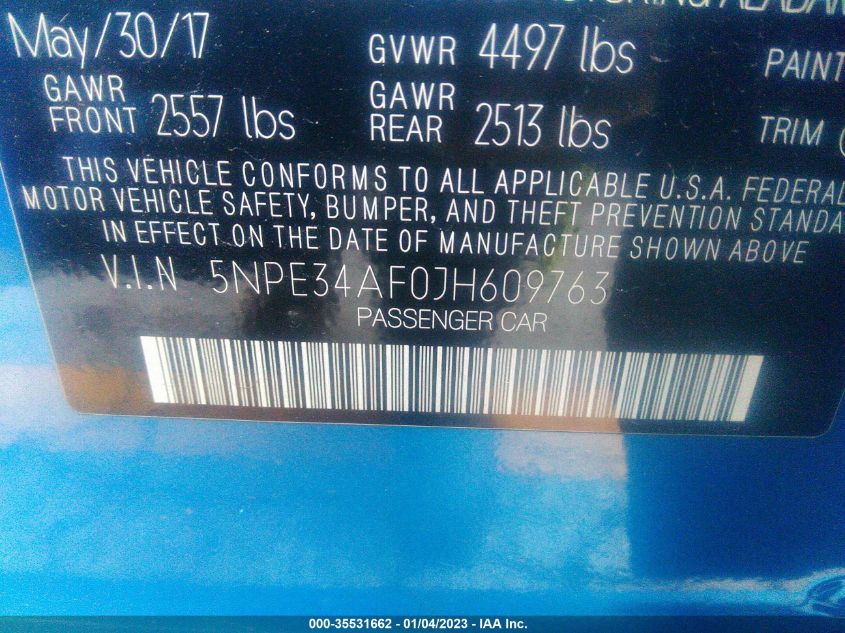 May/30/17 GVWR 4497 lbs PAINT
GAWR FRONT 2557 lbs GAWR REAR 2513 lbs TRIM
THIS VEHICLE CONFORMS TO ALL APPLICABLE U.S.A. FEDERAL
MOTOR VEHICLE SAFETY, BUMPER, AND THEFT PREVENTION STANDA
IN EFFECT ON THE DATE OF MANUFACTURE SHOWN ABOVE
V.I.N 5NPE34AF0JH609763
PASSENGER CAR
000-35531662 - 01/04/2023 - IAA Inc.